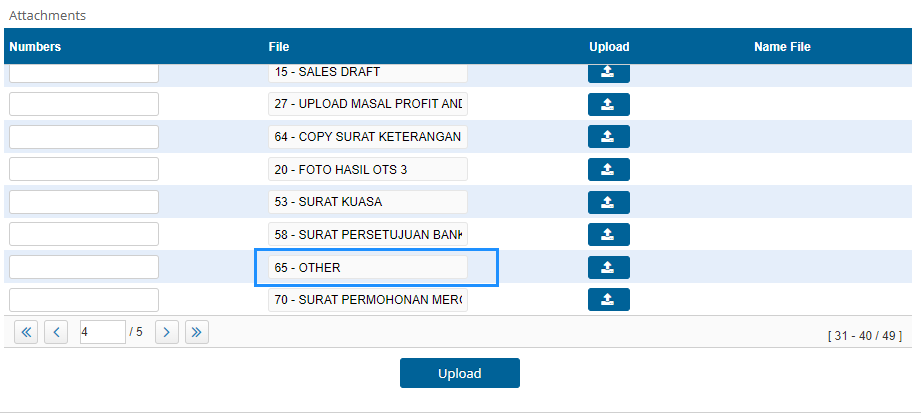 Attachments
Numbers File Upload Name File
15 - SALES DRAFT
27 - UPLOAD MASAL PROFIT AND
64 - COPY SURAT KETERANGAN
20 - FOTO HASIL OTS 3
53 - SURAT KUASA
58 - SURAT PERSETUJUAN BANK
65 - OTHER
70 - SURAT PERMOHONAN MERC
4 / 5 [ 31 - 40 / 49 ]
Upload